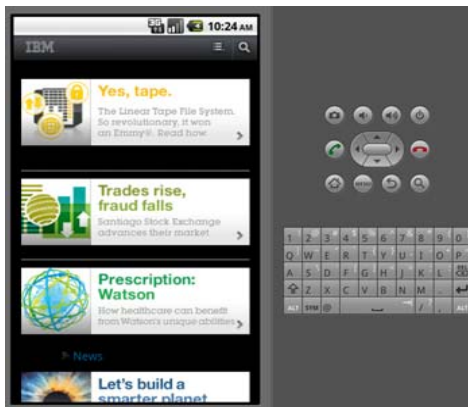 3G
10:24 AM
IBM
Yes, tape.
The Linear Tape File System.
So revolutionary, it won
an Emmy®. Read how.
Trades rise,
fraud falls
Santiago Stock Exchange
advances their market
Prescription:
Watson
How healthcare can benefit
from Watson's unique abilities
News
Let's build a
smarter planet
MENU
1 2 3 4 5 6 7 8 9 0
Q W E R T Y U I O P
A S D F G H J K L
Z X C V B N M .
ALT SYM @ / , ALT